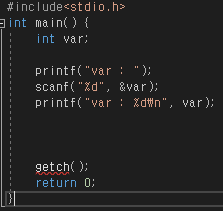 #include<stdio.h>
int main() {
    int var;
    printf("var : ");
    scanf("%d", &var);
    printf("var : %d₩n", var);
    getch();
    return 0;
}